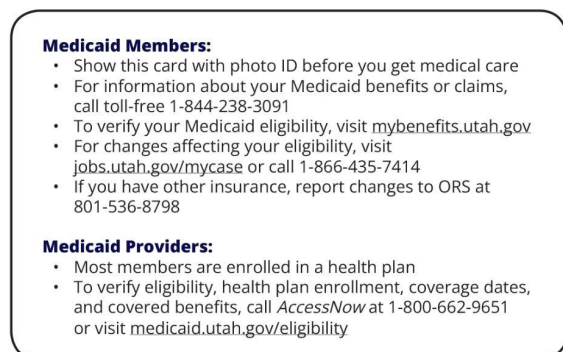 Medicaid Members:
• Show this card with photo ID before you get medical care
• For information about your Medicaid benefits or claims,
call toll-free 1-844-238-3091
• To verify your Medicaid eligibility, visit mybenefits.utah.gov
• For changes affecting your eligibility, visit
jobs.utah.gov/mycase or call 1-866-435-7414
• If you have other insurance, report changes to ORS at
801-536-8798
Medicaid Providers:
• Most members are enrolled in a health plan
• To verify eligibility, health plan enrollment, coverage dates,
and covered benefits, call AccessNow at 1-800-662-9651
or visit medicaid.utah.gov/eligibility